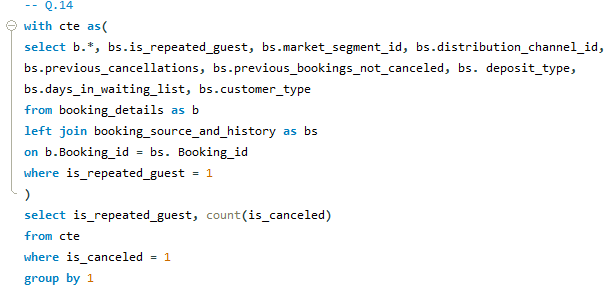 -- Q.14
with cte as(
select b.*, bs.is_repeated_guest, bs.market_segment_id, bs.distribution_channel_id,
bs.previous_cancellations, bs.previous_bookings_not_canceled, bs. deposit_type,
bs.days_in_waiting_list, bs.customer_type
from booking_details as b
left join booking_source_and_history as bs
on b.Booking_id = bs. Booking_id
where is_repeated_guest = 1
)
select is_repeated_guest, count(is_canceled)
from cte
where is_canceled = 1
group by 1